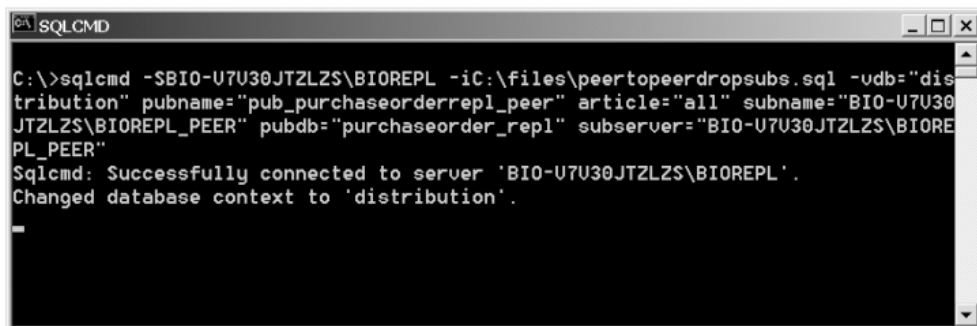 SQLCMD
C:\>sqlcmd -SBIO-V7V30JTZLZS\BIOREPL -iC:\files\peertopeerdropsubs.sql -vdb="dis
tribution" pubname="pub_purchaseorderrepl_peer" article="all" subname="BIO-V7V30
JTZLZS\BIOREPL_PEER" pubdb="purchaseorder_repl" subserver="BIO-V7V30JTZLZS\BIORE
PL_PEER"
Sqlcmd: Successfully connected to server 'BIO-V7V30JTZLZS\BIOREPL'.
Changed database context to 'distribution'.